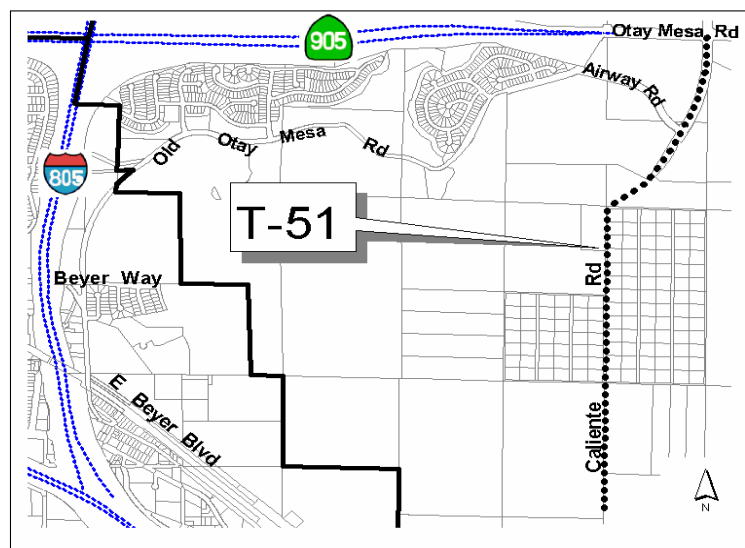 905
Otay Mesa Rd
Airway Rd
Old Otay Mesa Rd
805
T-51
Beyer Way
Caliente Rd
E Beyer Blvd
N